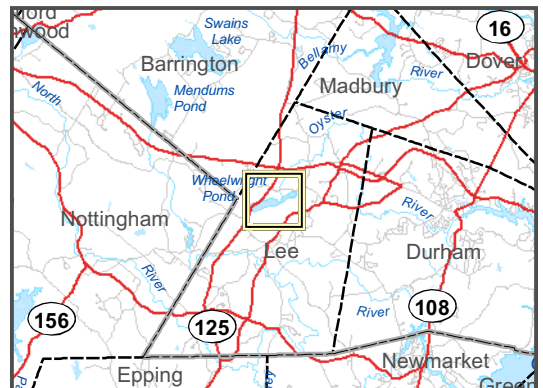 Swains
Lake
16
Barrington
Bellamy
River
Dover
Madbury
Mendums
Pond
North
Oyster
Wheelwright
Pond
Nottingham
River
Lee
Durham
River
River
156
125
108
Newmarket
Epping